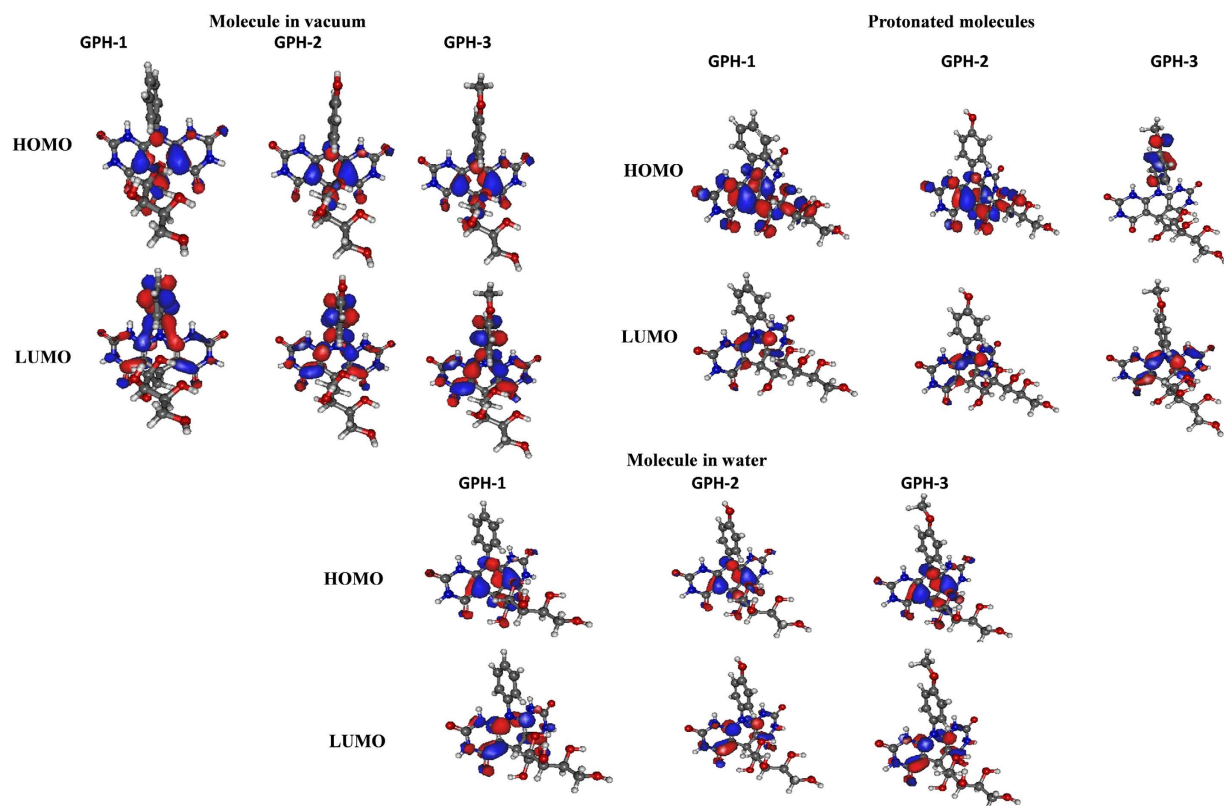 Molecule in vacuum
GPH-1 GPH-2 GPH-3
HOMO
LUMO
Protonated molecules
GPH-1 GPH-2 GPH-3
HOMO
LUMO
Molecule in water
GPH-1 GPH-2 GPH-3
HOMO
LUMO